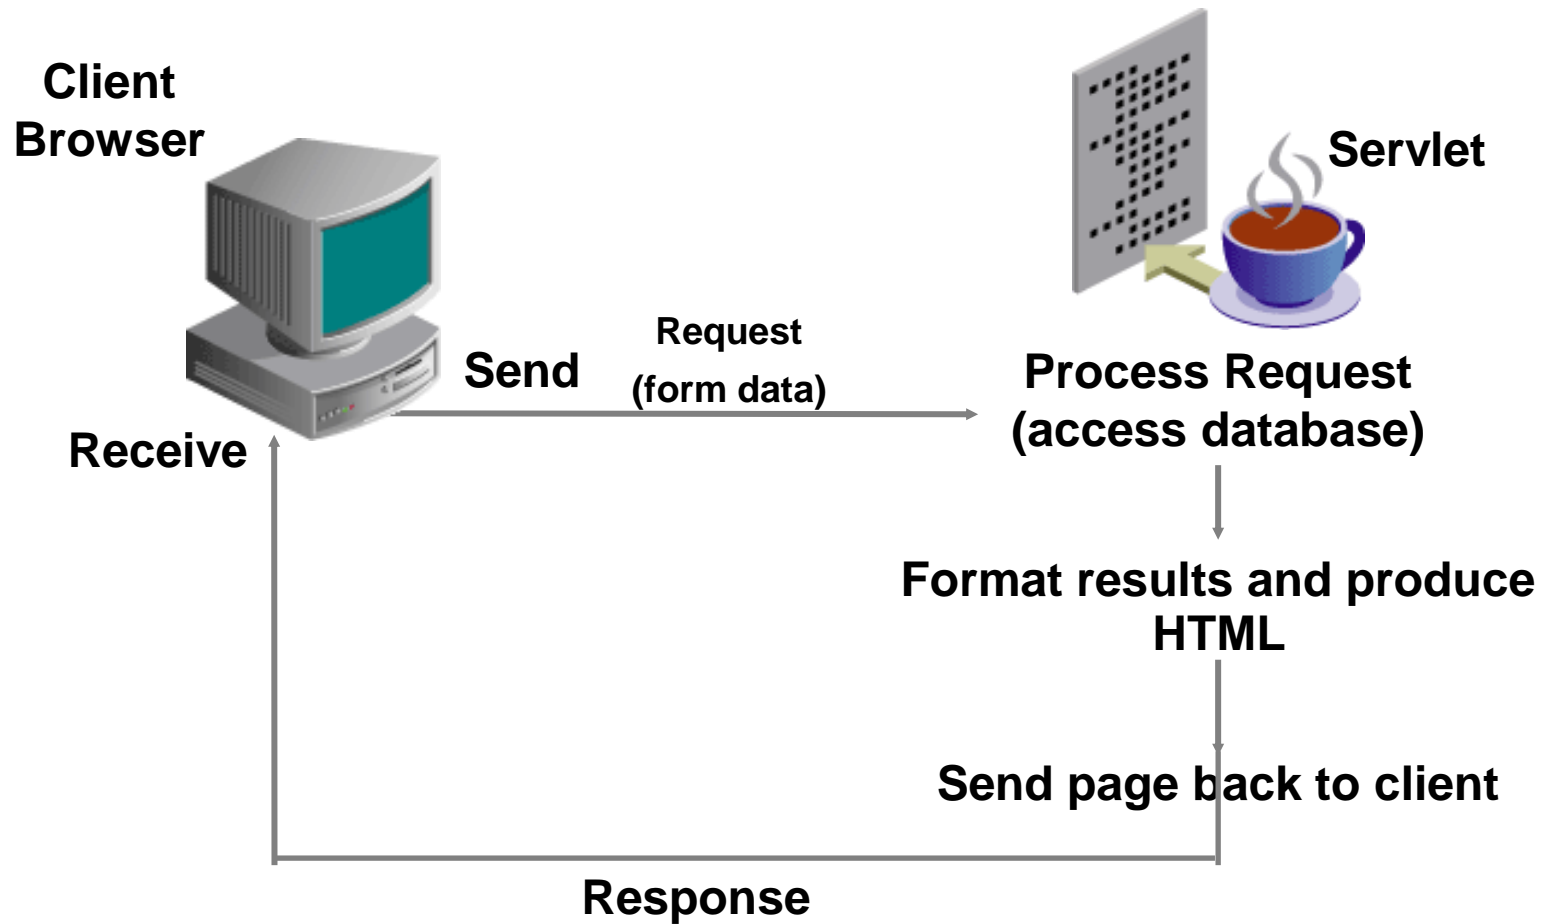 Client
Browser
Servlet
Request
Send
(form data)
Process Request
(access database)
Receive
Format results and produce
HTML
Send page back to client
Response